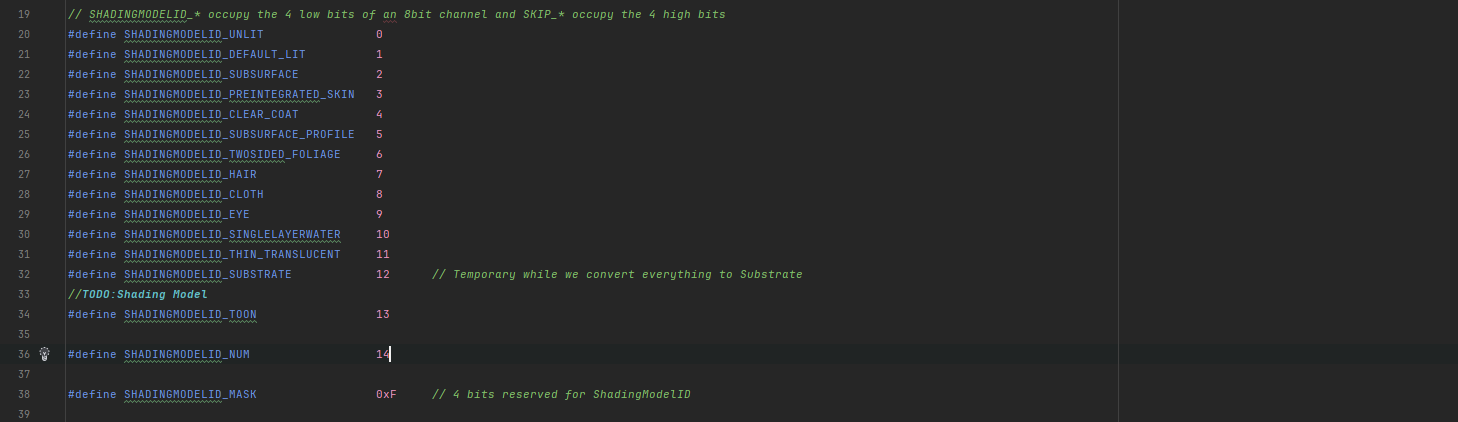 19 // SHADINGMODELID_* occupy the 4 low bits of an 8bit channel and SKIP_* occupy the 4 high bits
20 #define SHADINGMODELID_UNLIT 0
21 #define SHADINGMODELID_DEFAULT_LIT 1
22 #define SHADINGMODELID_SUBSURFACE 2
23 #define SHADINGMODELID_PREINTEGRATED_SKIN 3
24 #define SHADINGMODELID_CLEAR_COAT 4
25 #define SHADINGMODELID_SUBSURFACE_PROFILE 5
26 #define SHADINGMODELID_TWOSIDED_FOLIAGE 6
27 #define SHADINGMODELID_HAIR 7
28 #define SHADINGMODELID_CLOTH 8
29 #define SHADINGMODELID_EYE 9
30 #define SHADINGMODELID_SINGLELAYERWATER 10
31 #define SHADINGMODELID_THIN_TRANSLUCENT 11
32 #define SHADINGMODELID_SUBSTRATE 12 // Temporary while we convert everything to Substrate
33 //TODO:Shading Model
34 #define SHADINGMODELID_TOON 13
35
36 #define SHADINGMODELID_NUM 14
37
38 #define SHADINGMODELID_MASK 0xF // 4 bits reserved for ShadingModelID
39